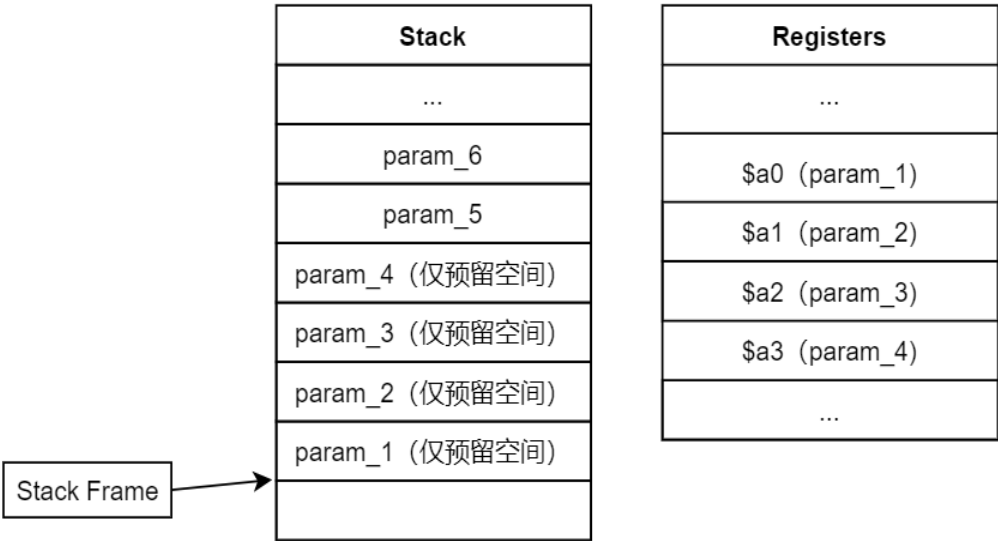 Stack
...
param_6
param_5
param_4（仅预留空间）
param_3（仅预留空间）
param_2（仅预留空间）
param_1（仅预留空间）
Stack Frame
Registers
...
$a0（param_1）
$a1（param_2）
$a2（param_3）
$a3（param_4）
...